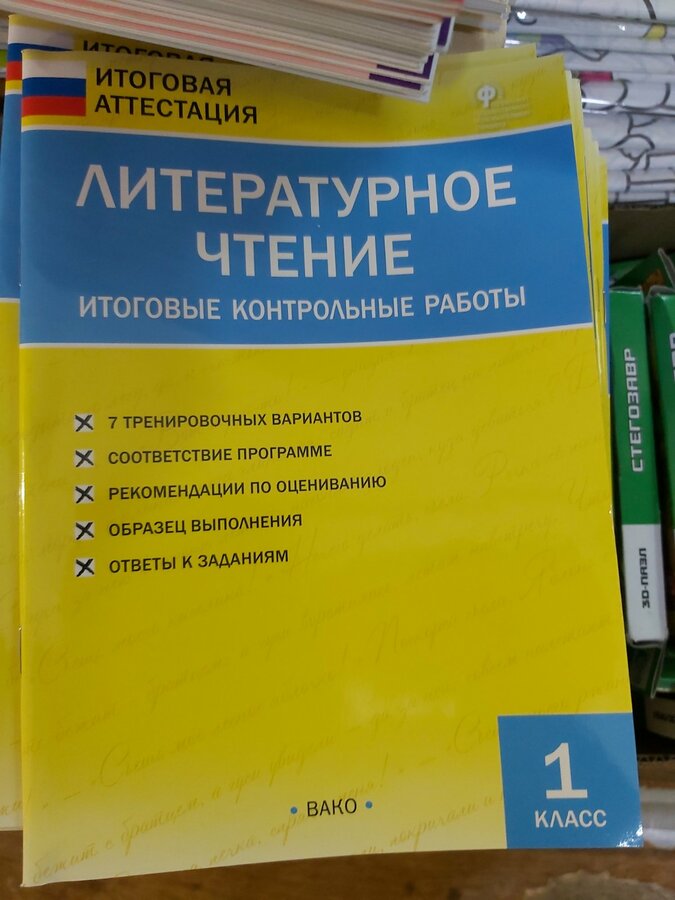 ИТОГОВАЯ
ИТОГОВАЯ
АТТЕСТАЦИЯ
ЛИТЕРАТУРНОЕ
ЧТЕНИЕ
ИТОГОВЫЕ КОНТРОЛЬНЫЕ РАБОТЫ
7 ТРЕНИРОВОЧНЫХ ВАРИАНТОВ
СООТВЕТСТВИЕ ПРОГРАММЕ
РЕКОМЕНДАЦИИ ПО ОЦЕНИВАНИЮ
ОБРАЗЕЦ ВЫПОЛНЕНИЯ
ОТВЕТЫ К ЗАДАНИЯМ
• ВАКО •
1
КЛАСС
СТЕГОЗАВР
3D-ПАЗЛ